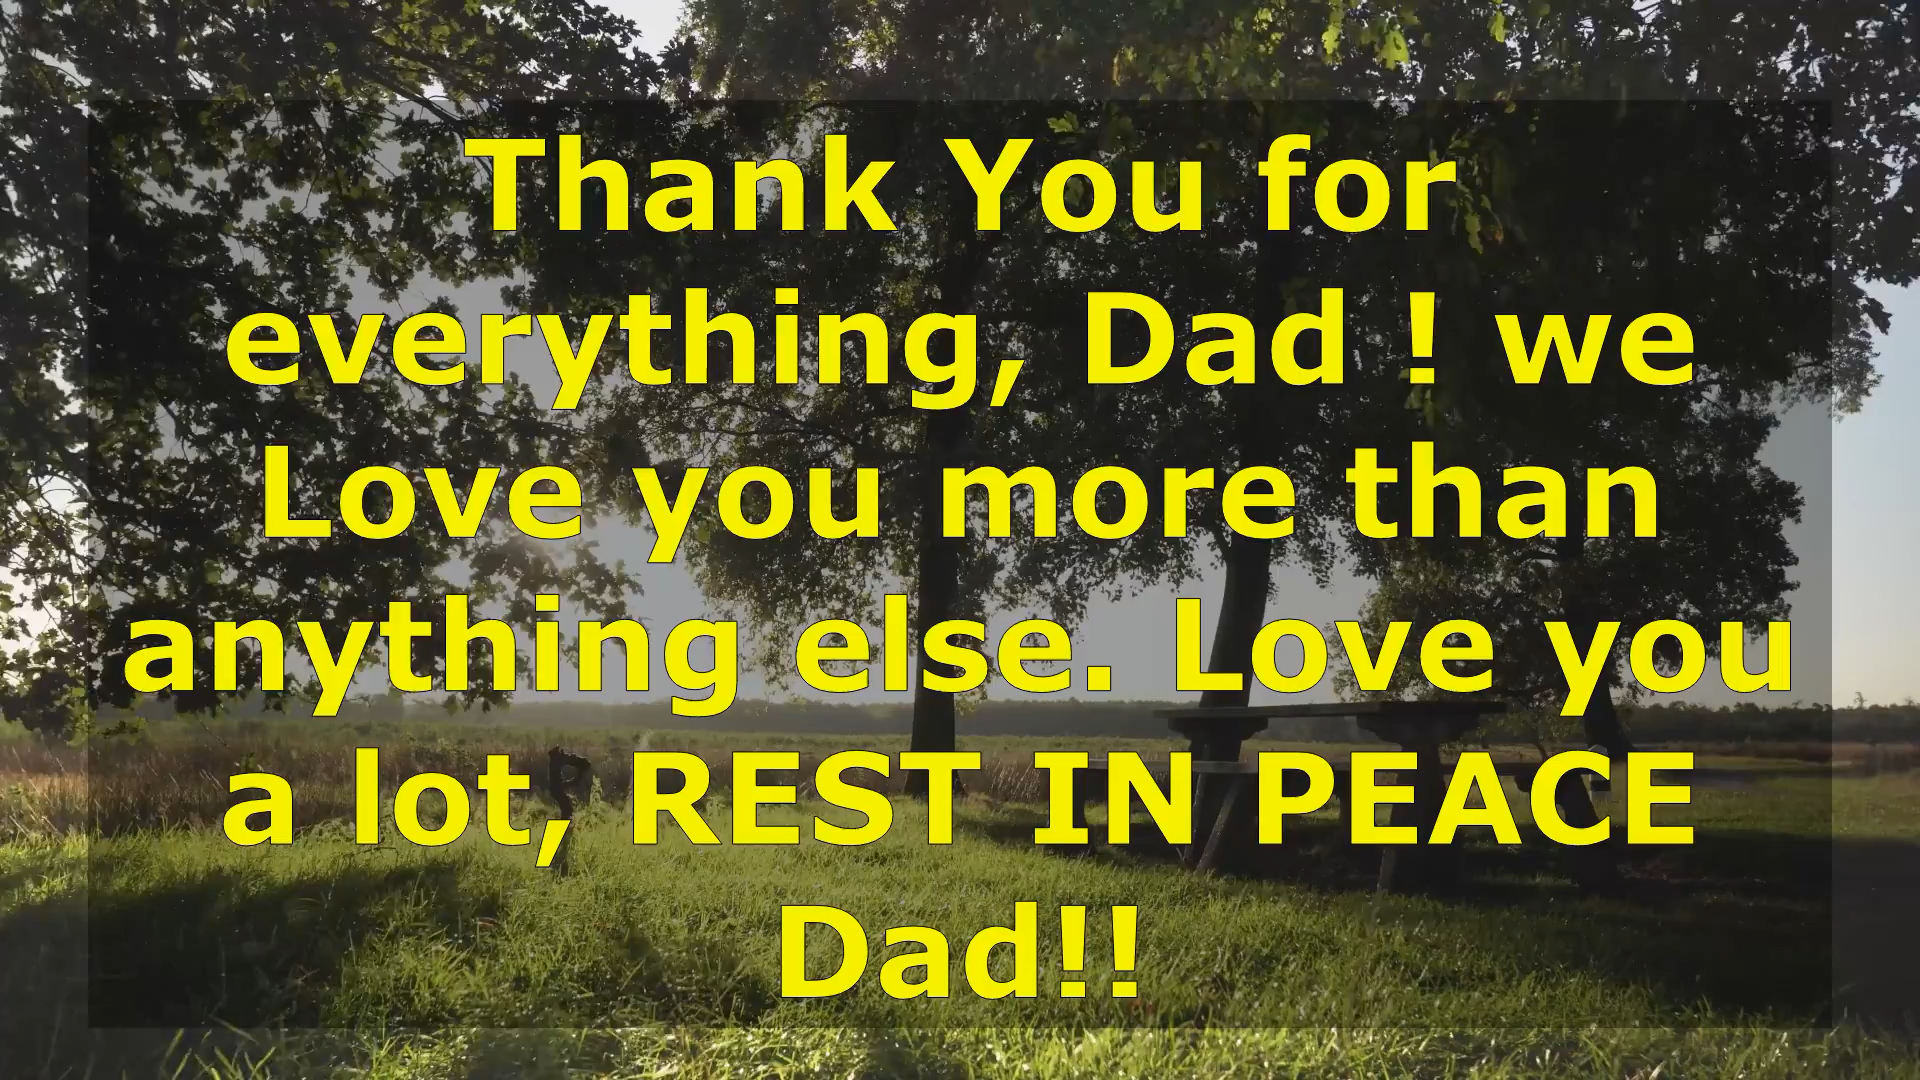 Thank You for
everything, Dad ! we
Love you more than
anything else. Love you
a lot, REST IN PEACE
Dad!!